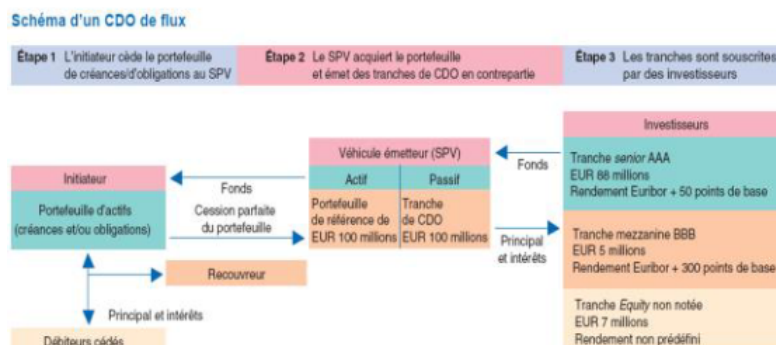 Schéma d'un CDO de flux
Étape 1 L'initiateur cède le portefeuille
de créances/d'obligations au SPV
Étape 2 Le SPV acquiert le portefeuille
et émet des tranches de CDO en contrepartie
Étape 3 Les tranches sont souscrites
par des investisseurs
Initiateur
Portefeuille d'actifs
(créances et/ou obligations)
Fonds
Cession parfaite
du portefeuille
Recouvreur
Principal et intérêts
Débiteurs cédés
Véhicule émetteur (SPV)
Actif
Passif
Portefeuille
de référence de
EUR 100 millions
Tranche
de CDO
EUR 100 millions
Fonds
Principal
et intérêts
Investisseurs
Tranche senior AAA
EUR 88 millions
Rendement Euribor + 50 points de base
Tranche mezzanine BBB
EUR 5 millions
Rendement Euribor + 300 points de base
Tranche Equity non notée
EUR 7 millions
Rendement non prédéfini